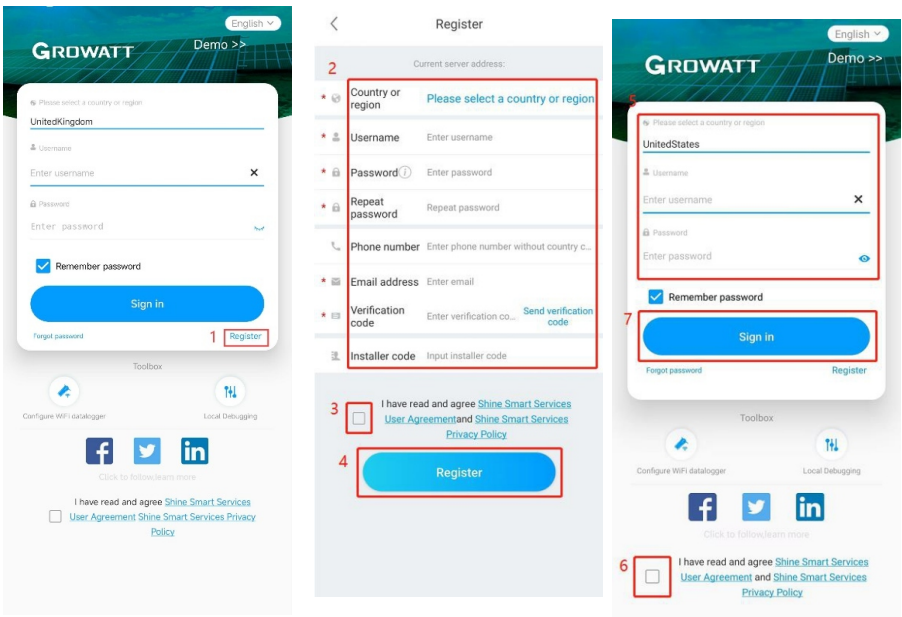 English
GROWATT
Demo >>
Please select a country or region
UnitedKingdom
Username
Enter username
Password
Enter password
Remember password
Sign in
1
Forgot password
Register
Toolbox
Configure WiFi datalogger
Local Debugging
Click to follow,learn more
I have read and agree Shine Smart Services
User Agreement Shine Smart Services Privacy
Policy
Register
2
Current server address:
* Country or
region
Please select a country or region
* Username
Enter username
* Password
Enter password
* Repeat
password
Repeat password
Phone number
Enter phone number without country c...
* Email address
Enter email
* Verification
code
Enter verification co...
Send verification
code
Installer code
Input installer code
3
I have read and agree Shine Smart Services
User Agreementand Shine Smart Services
Privacy Policy
4
Register
English
GROWATT
Demo >>
5
Please select a country or region
UnitedStates
Username
Enter username
Password
Enter password
Remember password
7
Sign in
Forgot password
Register
Toolbox
Configure WiFi datalogger
Local Debugging
Click to follow,learn more
6
I have read and agree Shine Smart Services
User Agreement and Shine Smart Services
Privacy Policy